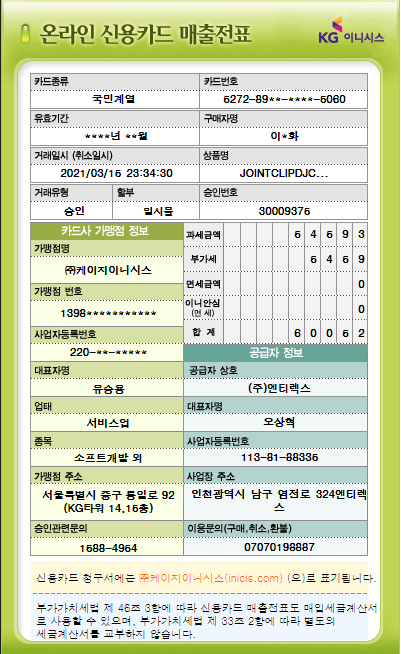 온라인 신용카드 매출전표
KG 이니시스
카드종류
카드번호
국민계열
5272-89**-****-5060
유효기간
구매자명
****년 **월
이*화
거래일시 (취소일시)
상품명
2021/03/15 23:34:30
JOINTCLIPDJC...
거래유형
할부
승인번호
승인
일시불
30009375
카드사 가맹점 정보
가맹점명
㈜케이지이니시스
가맹점 번호
1398***********
사업자등록번호
220-**-*****
대표자명
유승용
업태
서비스업
종목
소프트개발 외
가맹점 주소
서울특별시 중구 통일로 92
(KG타워 14,15층)
승인관련문의
1588-4954
과세금액 5 4 5 9 3
부가세 5 4 5 9
면세금액 0
이니안심
(면 세) 0
합 계 6 0 0 5 2
공급자 정보
공급자 상호
(주)엔티렉스
대표자명
오상혁
사업자등록번호
113-81-88335
사업장 주소
인천광역시 남구 염전로 324엔티렉
스
이용문의(구매,취소,환불)
07070198887
신용카드 청구서에는 ㈜케이지이니시스(inicis.com) (으)로 표기됩니다.
부가가치세법 제 46조 3항에 따라 신용카드 매출전표도 매입세금계산서
로 사용할 수 있으며, 부가가치세법 제 33조 2항에 따라 별도의
세금계산서를 교부하지 않습니다.